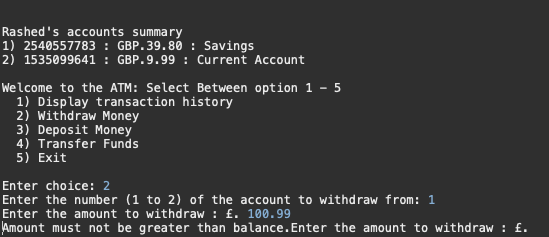 Rashed's accounts summary
1) 2540557783 : GBP.39.80 : Savings
2) 1535099641 : GBP.9.99 : Current Account
Welcome to the ATM: Select Between option 1 – 5
1) Display transaction history
2) Withdraw Money
3) Deposit Money
4) Transfer Funds
5) Exit
Enter choice: 2
Enter the number (1 to 2) of the account to withdraw from: 1
Enter the amount to withdraw : £. 100.99
Amount must not be greater than balance.Enter the amount to withdraw : £.